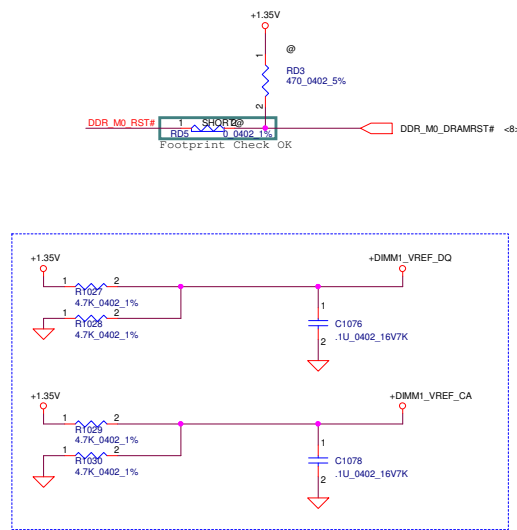 +1.35V
1
@
RD3
470_0402_5%
2
DDR_M0_RST#
1
SHORT@
2
DDR_M0_DRAMRST#
<8>
RD5
0_0402_1%
Footprint Check OK
+1.35V
+DIMM1_VREF_DQ
1
2
R1027
4.7K_0402_1%
1
2
R1028
4.7K_0402_1%
1
C1076
2
.1U_0402_16V7K
+1.35V
+DIMM1_VREF_CA
1
2
R1029
4.7K_0402_1%
1
2
R1030
4.7K_0402_1%
1
C1078
2
.1U_0402_16V7K